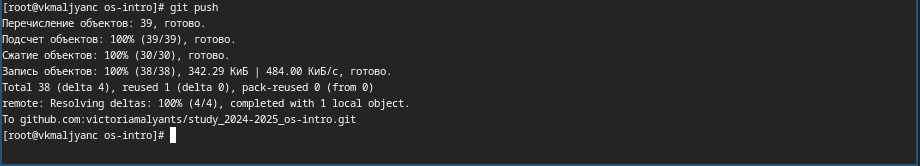 [root@vkmaljyanc os-intro]# git push
Перечисление объектов: 39, готово.
Подсчет объектов: 100% (39/39), готово.
Сжатие объектов: 100% (30/30), готово.
Запись объектов: 100% (38/38), 342.29 КиБ | 484.00 КиБ/с, готово.
Total 38 (delta 4), reused 1 (delta 0), pack-reused 0 (from 0)
remote: Resolving deltas: 100% (4/4), completed with 1 local object.
To github.com:victoriamalyants/study_2024-2025_os-intro.git
[root@vkmaljyanc os-intro]#